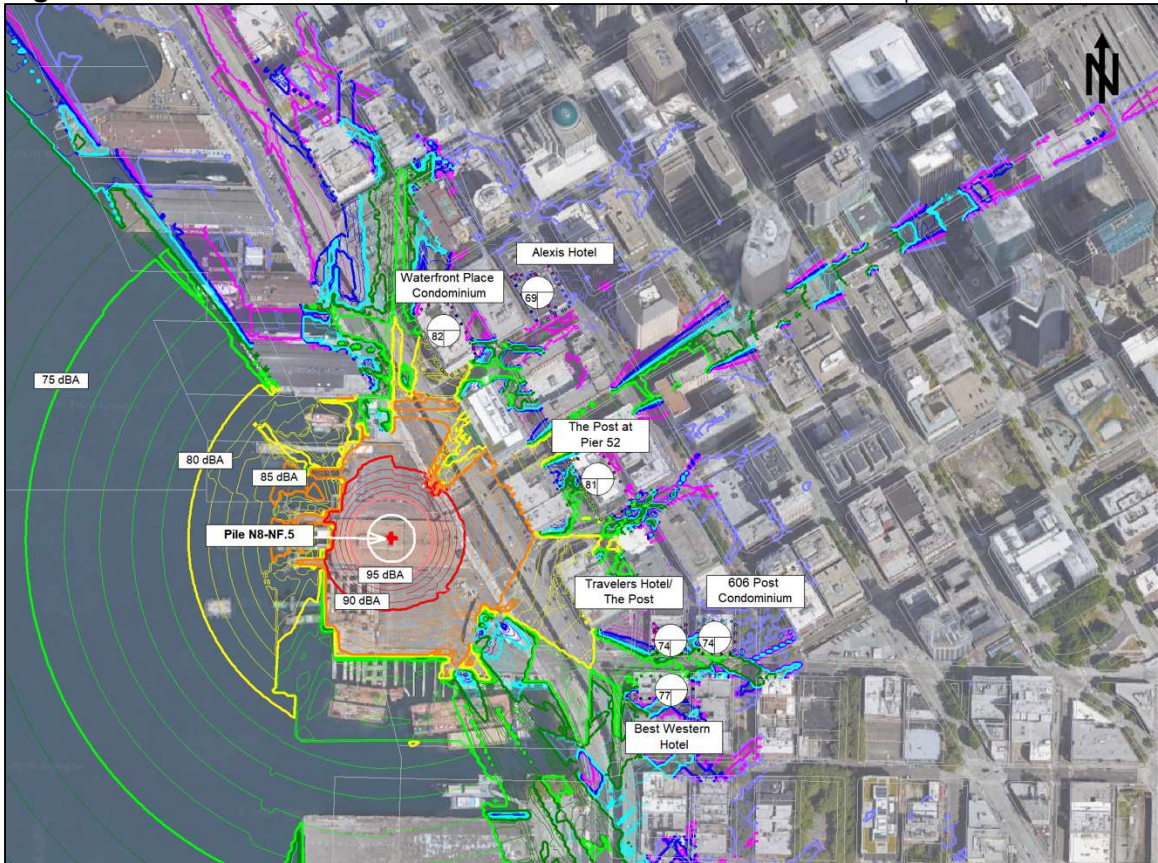 N
Alexis Hotel
69
Waterfront Place
Condominium
82
75 dBA
The Post at
Pier 52
81
80 dBA
85 dBA
Pile N8-NF.5
95 dBA
90 dBA
Travelers Hotel/
The Post
74
606 Post
Condominium
74
77
Best Western
Hotel